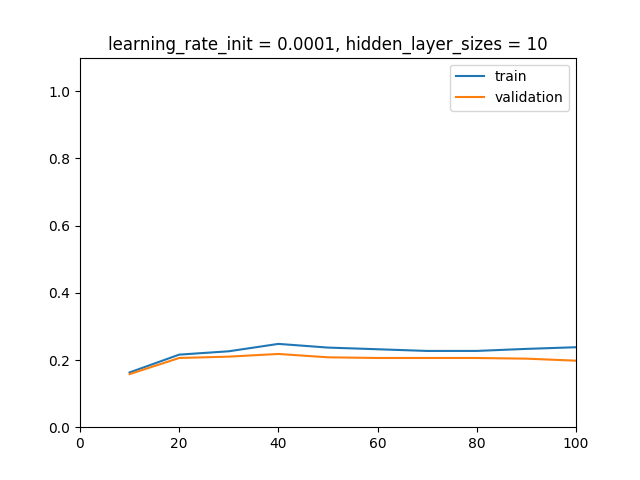 learning_rate_init = 0.0001, hidden_layer_sizes = 10
train
validation
1.0
0.8
0.6
0.4
0.2
0.0
0 20 40 60 80 100